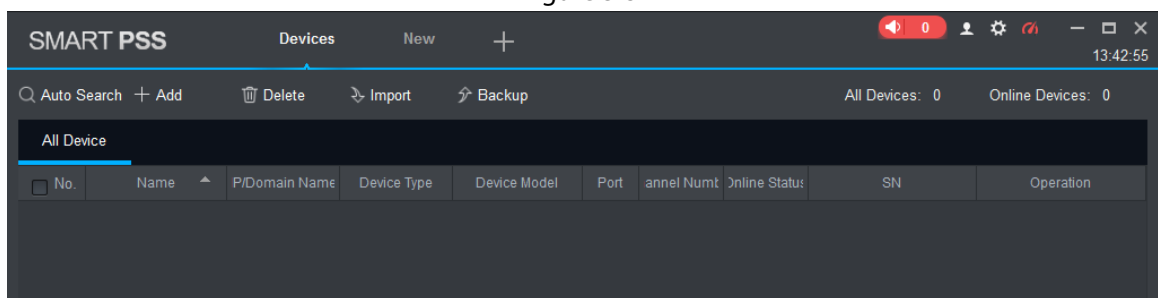 SMART PSS Devices New 0
13:42:55
Auto Search Add Delete Import Backup All Devices: 0 Online Devices: 0
All Device
No. Name P/Domain Name Device Type Device Model Port annel Numb Online Status SN Operation